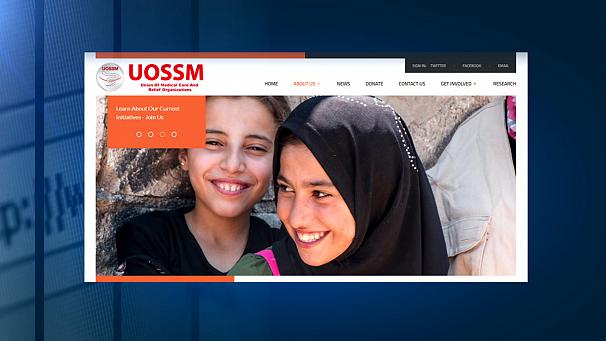 SIGN IN: TWITTER FACEBOOK EMAIL
UOSSM
UOSSM
Union Of Medical Care And
Relief Organizations
HOME ABOUT US NEWS DONATE CONTACT US GET INVOLVED RESEARCH
Learn About Our Current
Initiatives - Join Us
p://w